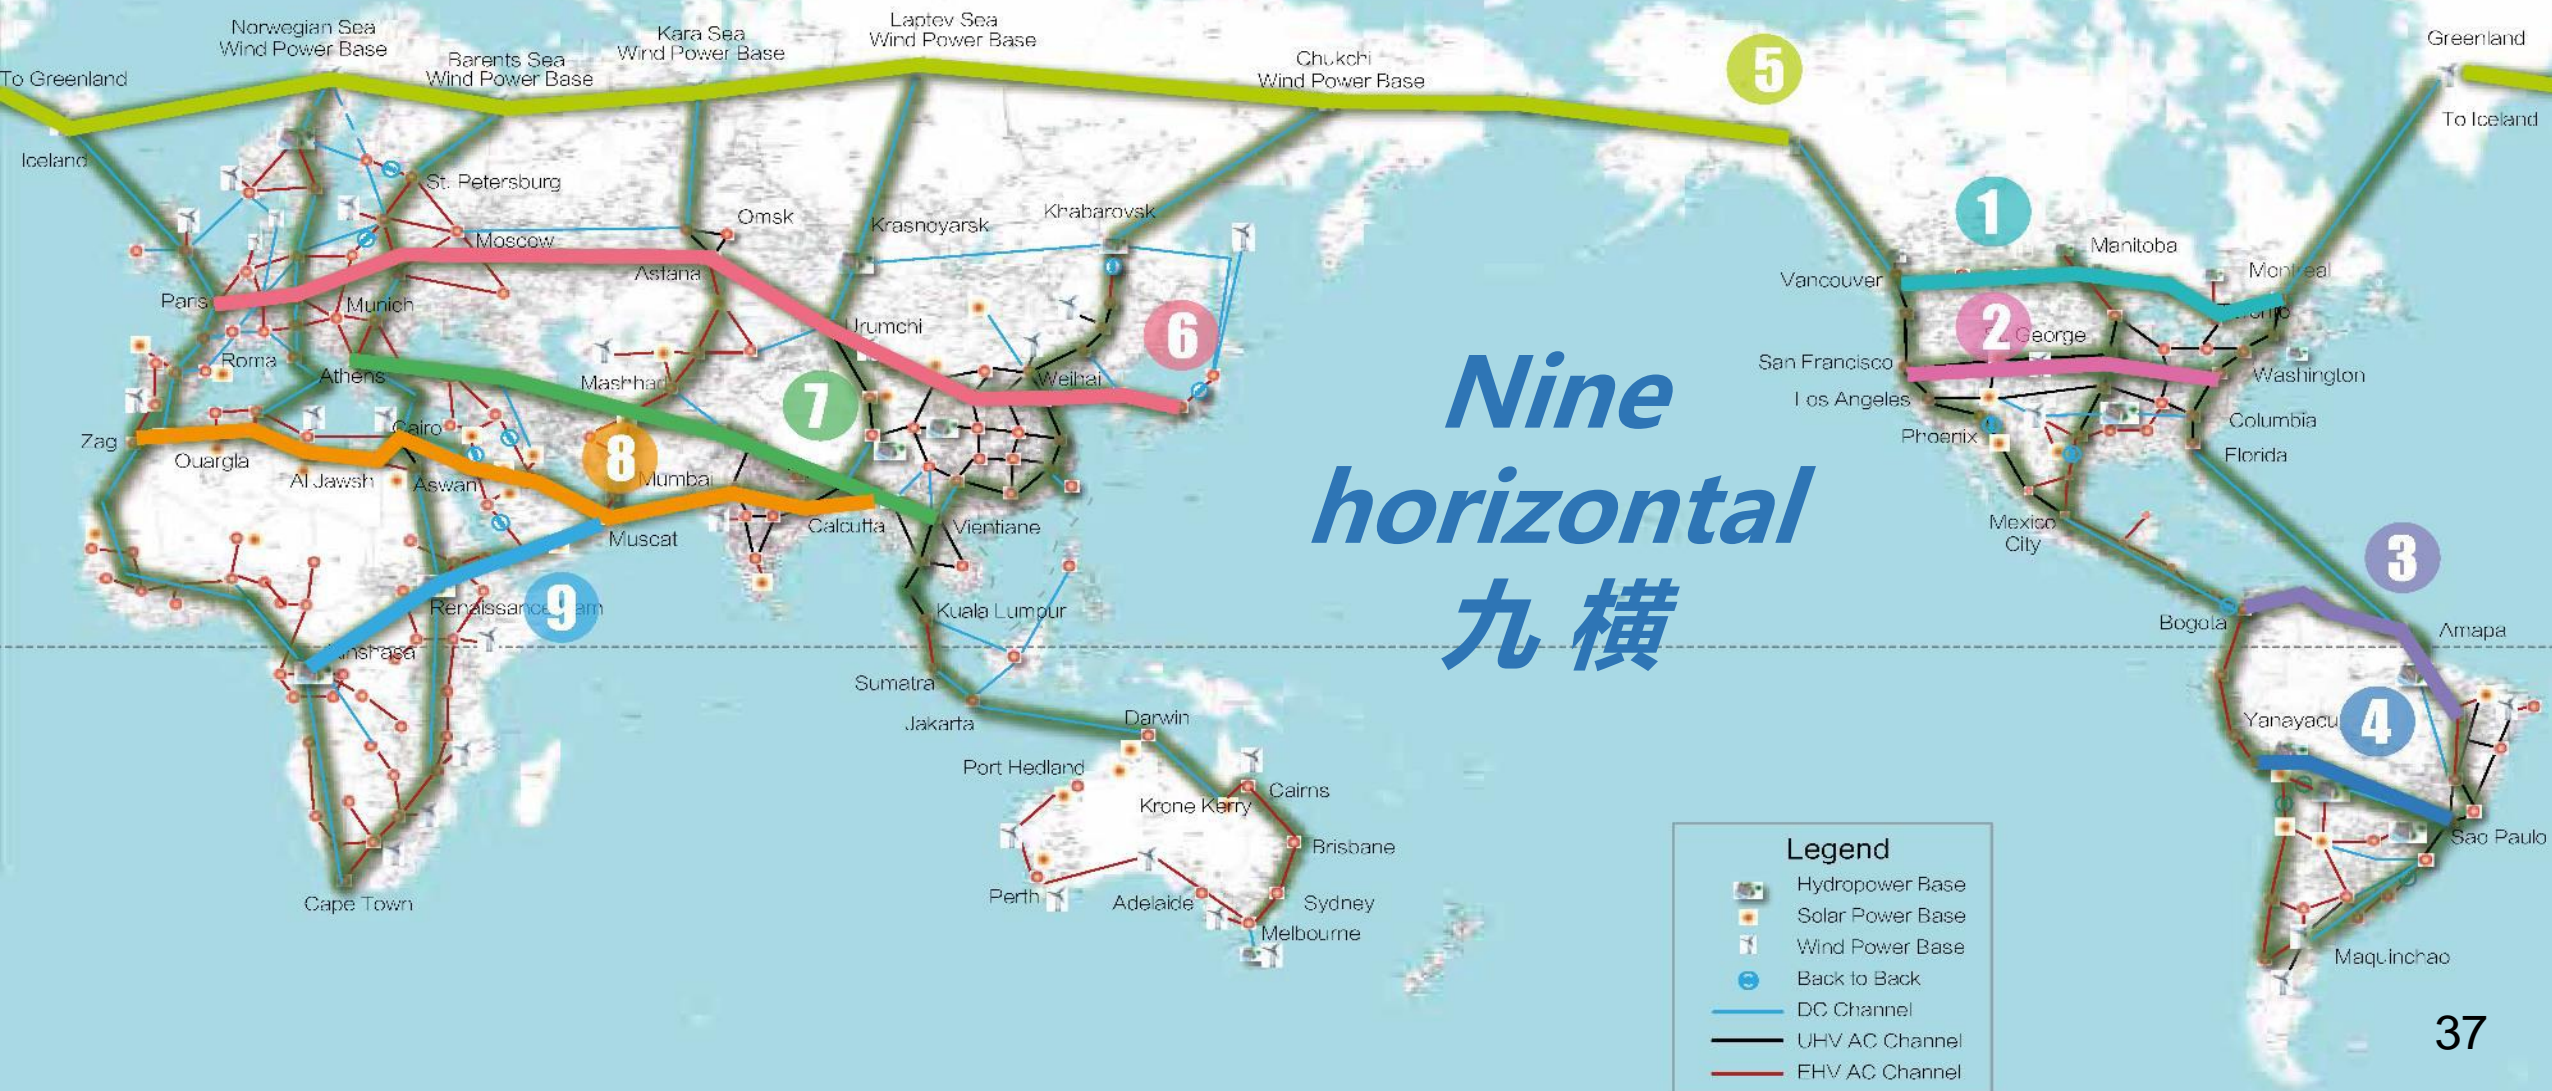 Norwegian Sea
Wind Power Base
Barents Sea
Wind Power Base
Kara Sea
Wind Power Base
Laptev Sea
Wind Power Base
Chukchi
Wind Power Base
5
Greenland
To Greenland
To Iceland
Iceland
St. Petersburg
Moscow
Omsk
Krasnoyarsk
Khabarovsk
1
Manitoba
Montreal
Vancouver
Paris
Munich
Astana
Urumchi
6
2
George
San Francisco
Washington
Roma
Athens
Mashhad
7
Weihai
Los Angeles
Columbia
Phoenix
Florida
Zag
Cairo
8
Ouargla
Al Jawsh
Aswan
Mumbai
Calcutta
Vientiane
Muscat
Mexico
City
3
Nine
horizontal
九横
9
Kuala Lumpur
Bogota
Amapa
Sumatra
Jakarta
Darwin
Yanayacu
4
Port Hedland
Krone Kerry
Cairns
Brisbane
Sao Paulo
Perth
Adelaide
Sydney
Melbourne
Cape Town
Maquinchao
Legend
Hydropower Base
Solar Power Base
Wind Power Base
Back to Back
DC Channel
UHV AC Channel
EHV AC Channel
37